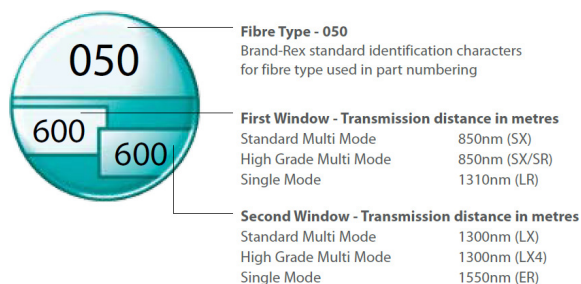 050
600
600
Fibre Type - 050
Brand-Rex standard identification characters
for fibre type used in part numbering
First Window - Transmission distance in metres
Standard Multi Mode 850nm (SX)
High Grade Multi Mode 850nm (SX/SR)
Single Mode 1310nm (LR)
Second Window - Transmission distance in metres
Standard Multi Mode 1300nm (LX)
High Grade Multi Mode 1300nm (LX4)
Single Mode 1550nm (ER)